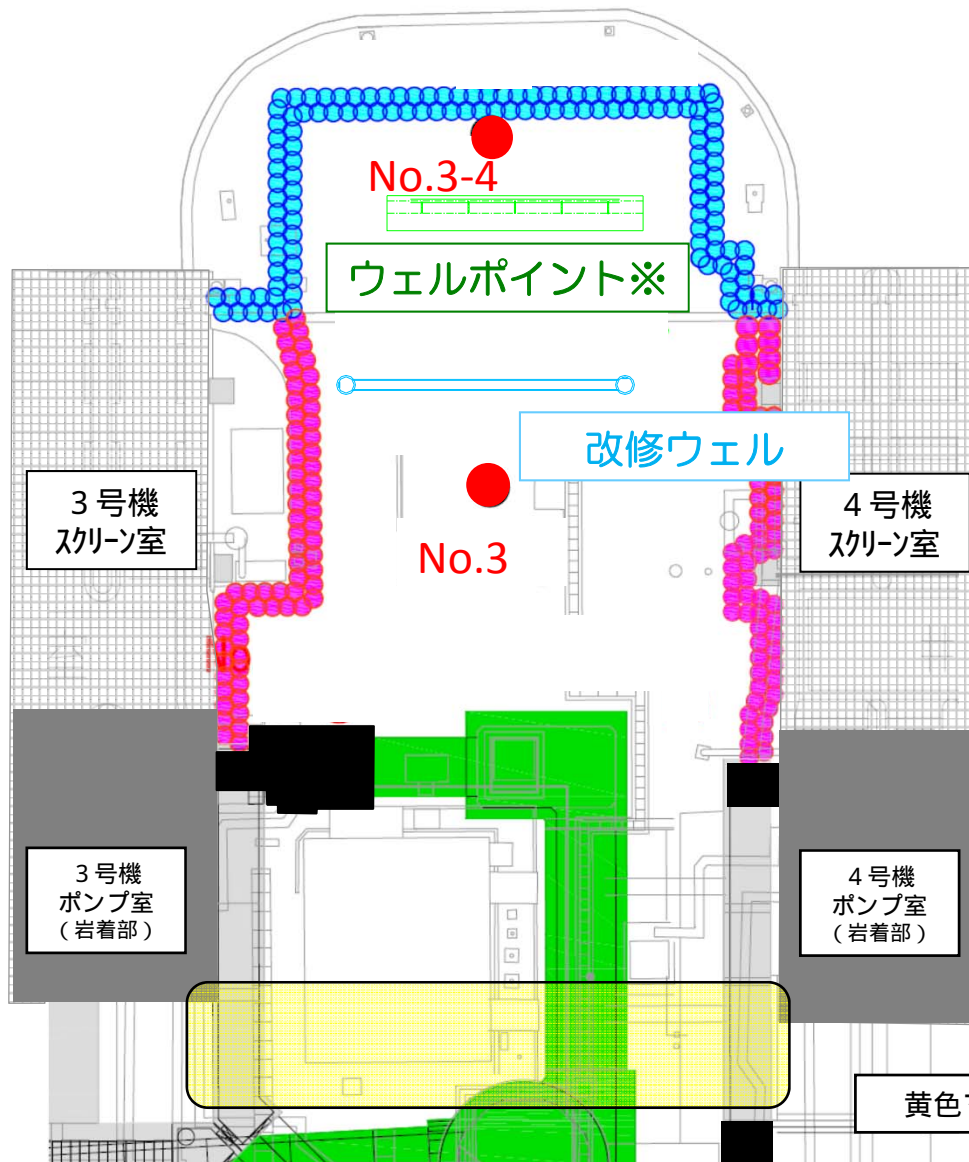 No.3-4
ウェルポイント※
改修ウェル
3号機
スクリーン室
4号機
スクリーン室
No.3
3号機
ポンプ室
(岩着部)
4号機
ポンプ室
(岩着部)
黄色